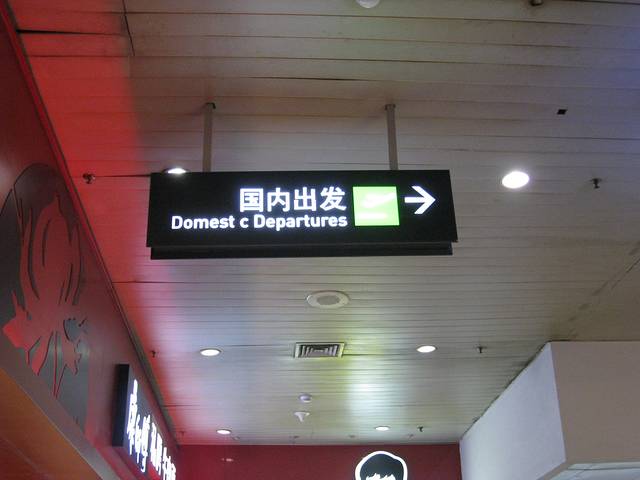 国内出发
Domest c Departures